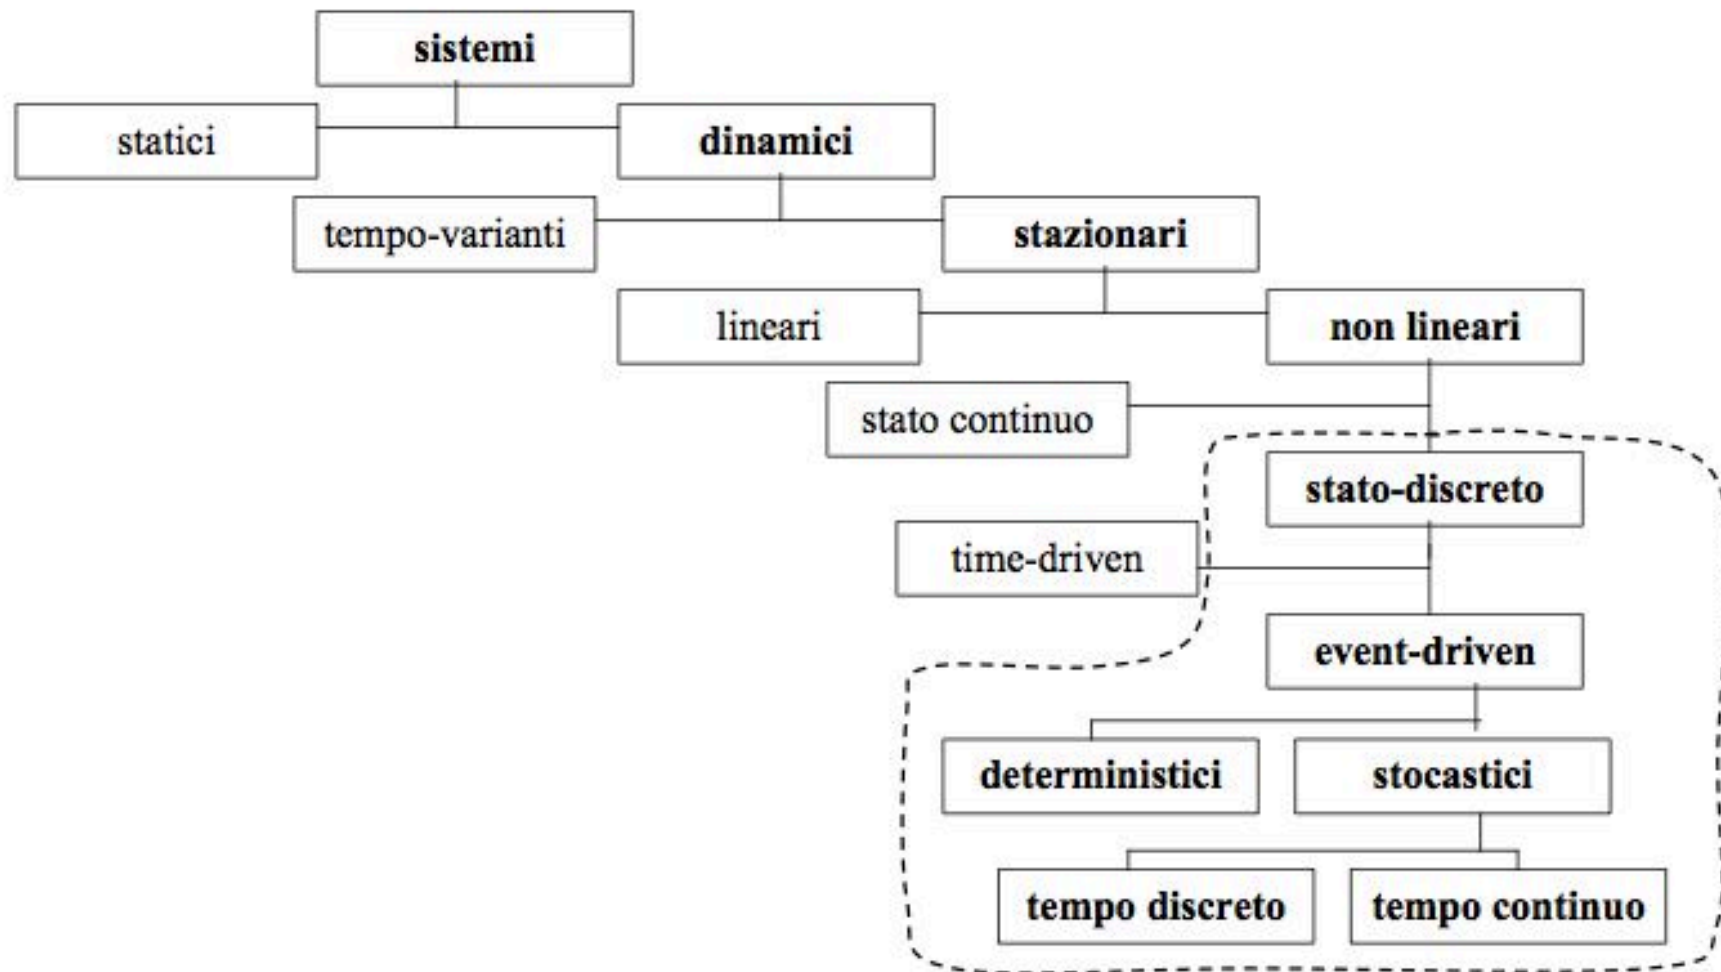 sistemi
statici
dinamici
tempo-varianti
stazionari
lineari
non lineari
stato continuo
stato-discreto
time-driven
event-driven
deterministici
stocastici
tempo discreto
tempo continuo